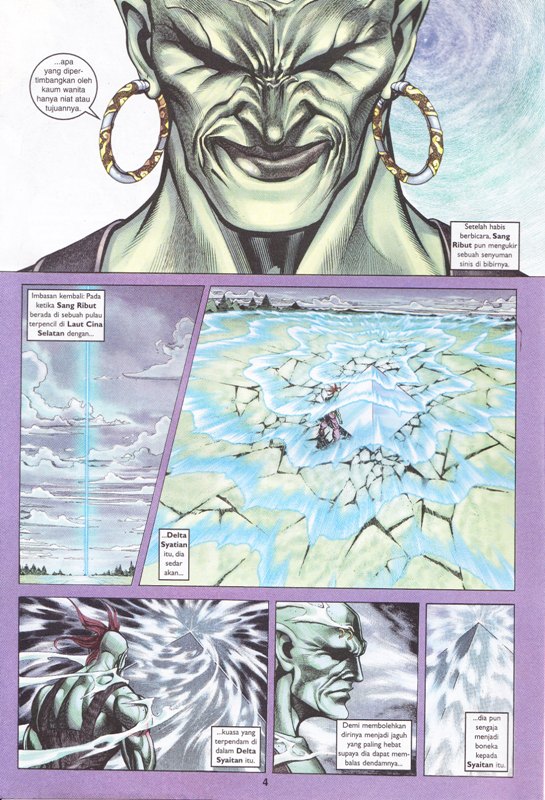 ...apa
yang diper-
timbangkan oleh
kaum wanita
hanya niat atau
tujuannya.
Setelah habis
berbicara, Sang
Ribut pun mengukir
sebuah senyuman
sinis di bibirnya.
Imbasan kembali: Pada
ketika Sang Ribut
berada di sebuah pulau
terpencil di Laut Cina
Selatan dengan...
...Delta
Syatian
itu, dia
sedar
akan...
...kuasa yang
terpendam di
dalam Delta
Syaitan itu.
Demi membolehkan
dirinya menjadi jaguh
yang paling hebat
supaya dia dapat mem-
balas dendamnya...
...dia pun
sengaja
menjadi
boneka
kepada
Syaitan itu.
4